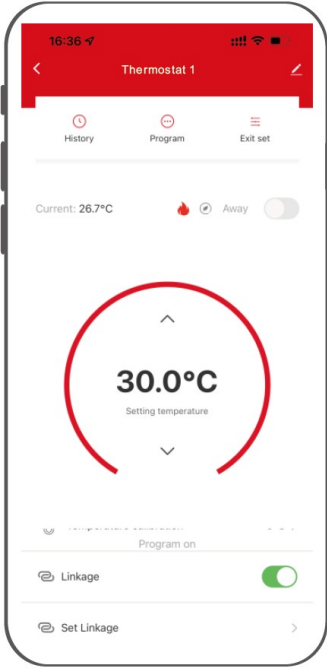 16:36
Thermostat 1
History Program Exit set
Current: 26.7°C Away
30.0°C
Setting temperature
Program on
Linkage
Set Linkage